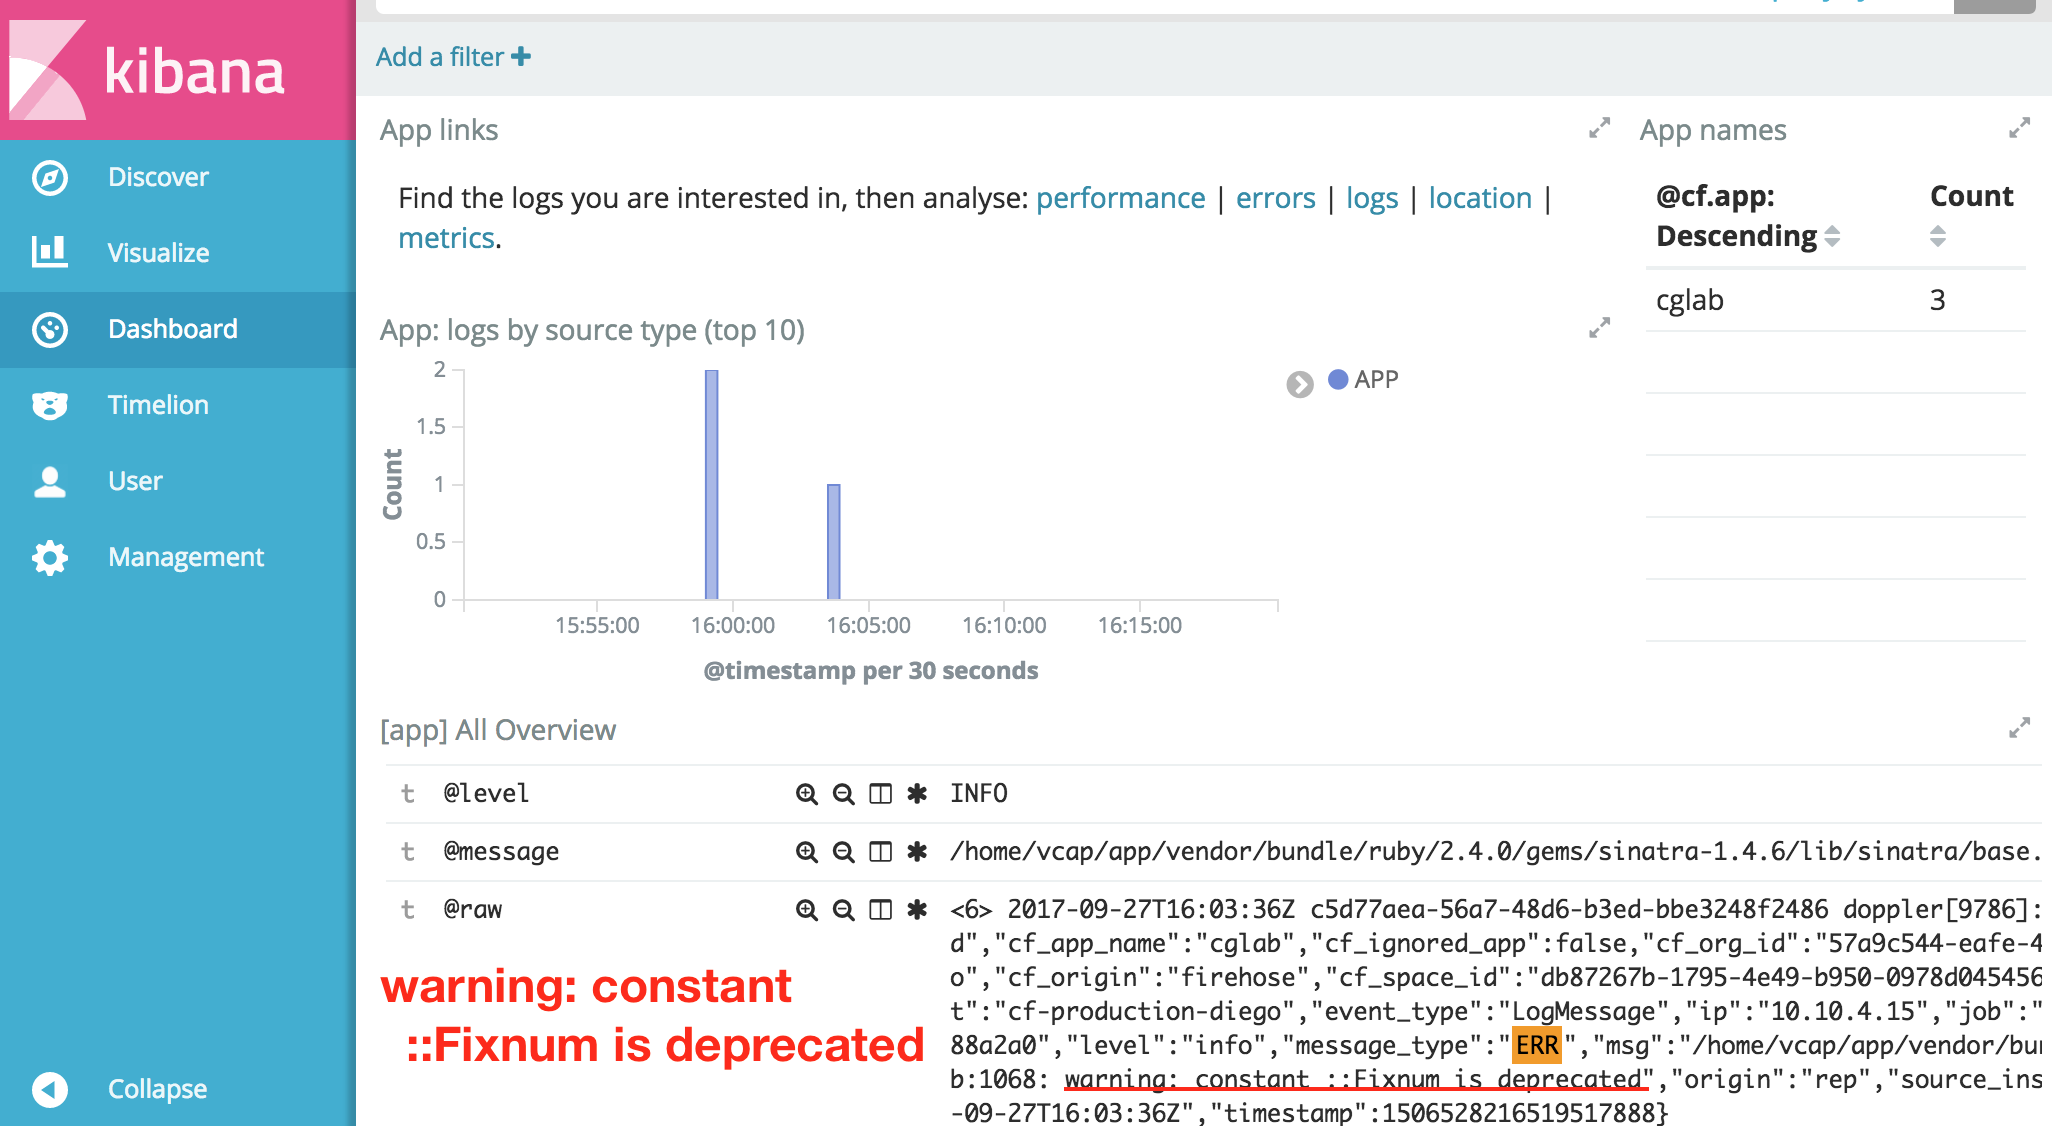 kibana
Discover
Visualize
Dashboard
Timelion
User
Management
Collapse
Add a filter +
App links
Find the logs you are interested in, then analyse: performance | errors | logs | location |
metrics.
App names
@cf.app:
Descending
Count
cglab 3
App: logs by source type (top 10)
APP
Count
2
1.5
1
0.5
0
15:55:00 16:00:00 16:05:00 16:10:00 16:15:00
@timestamp per 30 seconds
[app] All Overview
t @level INFO
t @message /home/vcap/app/vendor/bundle/ruby/2.4.0/gems/sinatra-1.4.6/lib/sinatra/base.
t @raw <6> 2017-09-27T16:03:36Z c5d77aea-56a7-48d6-b3ed-bbe3248f2486 doppler[9786]:
d","cf_app_name":"cglab","cf_ignored_app":false,"cf_org_id":"57a9c544-eafe-4
o","cf_origin":"firehose","cf_space_id":"db87267b-1795-4e49-b950-0978d045456
t":"cf-production-diego","event_type":"LogMessage","ip":"10.10.4.15","job":"
88a2a0","level":"info","message_type":"ERR","msg":"/home/vcap/app/vendor/bu
b:1068: warning: constant ::Fixnum is deprecated","origin":"rep","source_ins
-09-27T16:03:36Z","timestamp":1506528216519517888}
warning: constant
::Fixnum is deprecated